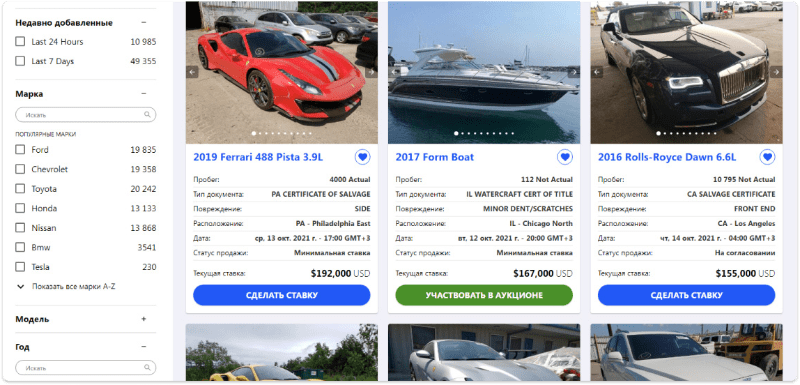 Недавно добавленные
Last 24 Hours 10 985
Last 7 Days 49 355
Марка
Искать
ПОПУЛЯРНЫЕ МАРКИ
Ford 19 835
Chevrolet 19 358
Toyota 20 242
Honda 13 133
Nissan 13 868
Bmw 3541
Tesla 230
Показать все марки A-Z
Модель +
Год
Искать
2019 Ferrari 488 Pista 3.9L
Пробег: 4000 Actual
Тип документа: PA CERTIFICATE OF SALVAGE
Повреждение: SIDE
Расположение: PA - Philadelphia East
Дата: ср. 13 окт. 2021 г. - 17:00 GMT+3
Статус продажи: Минимальная ставка
Текущая ставка: $192,000 USD
СДЕЛАТЬ СТАВКУ
2017 Form Boat
Пробег: 112 Not Actual
Тип документа: IL WATERCRAFT CERT OF TITLE
Повреждение: MINOR DENT/SCRATCHES
Расположение: IL - Chicago North
Дата: вт. 12 окт. 2021 г. - 20:00 GMT+3
Статус продажи: Минимальная ставка
Текущая ставка: $167,000 USD
УЧАСТВОВАТЬ В АУКЦИОНЕ
2016 Rolls-Royce Dawn 6.6L
Пробег: 10 795 Not Actual
Тип документа: CA SALVAGE CERTIFICATE
Повреждение: FRONT END
Расположение: CA - Los Angeles
Дата: чт. 14 окт. 2021 г. - 04:00 GMT+3
Статус продажи: На согласовании
Текущая ставка: $155,000 USD
СДЕЛАТЬ СТАВКУ